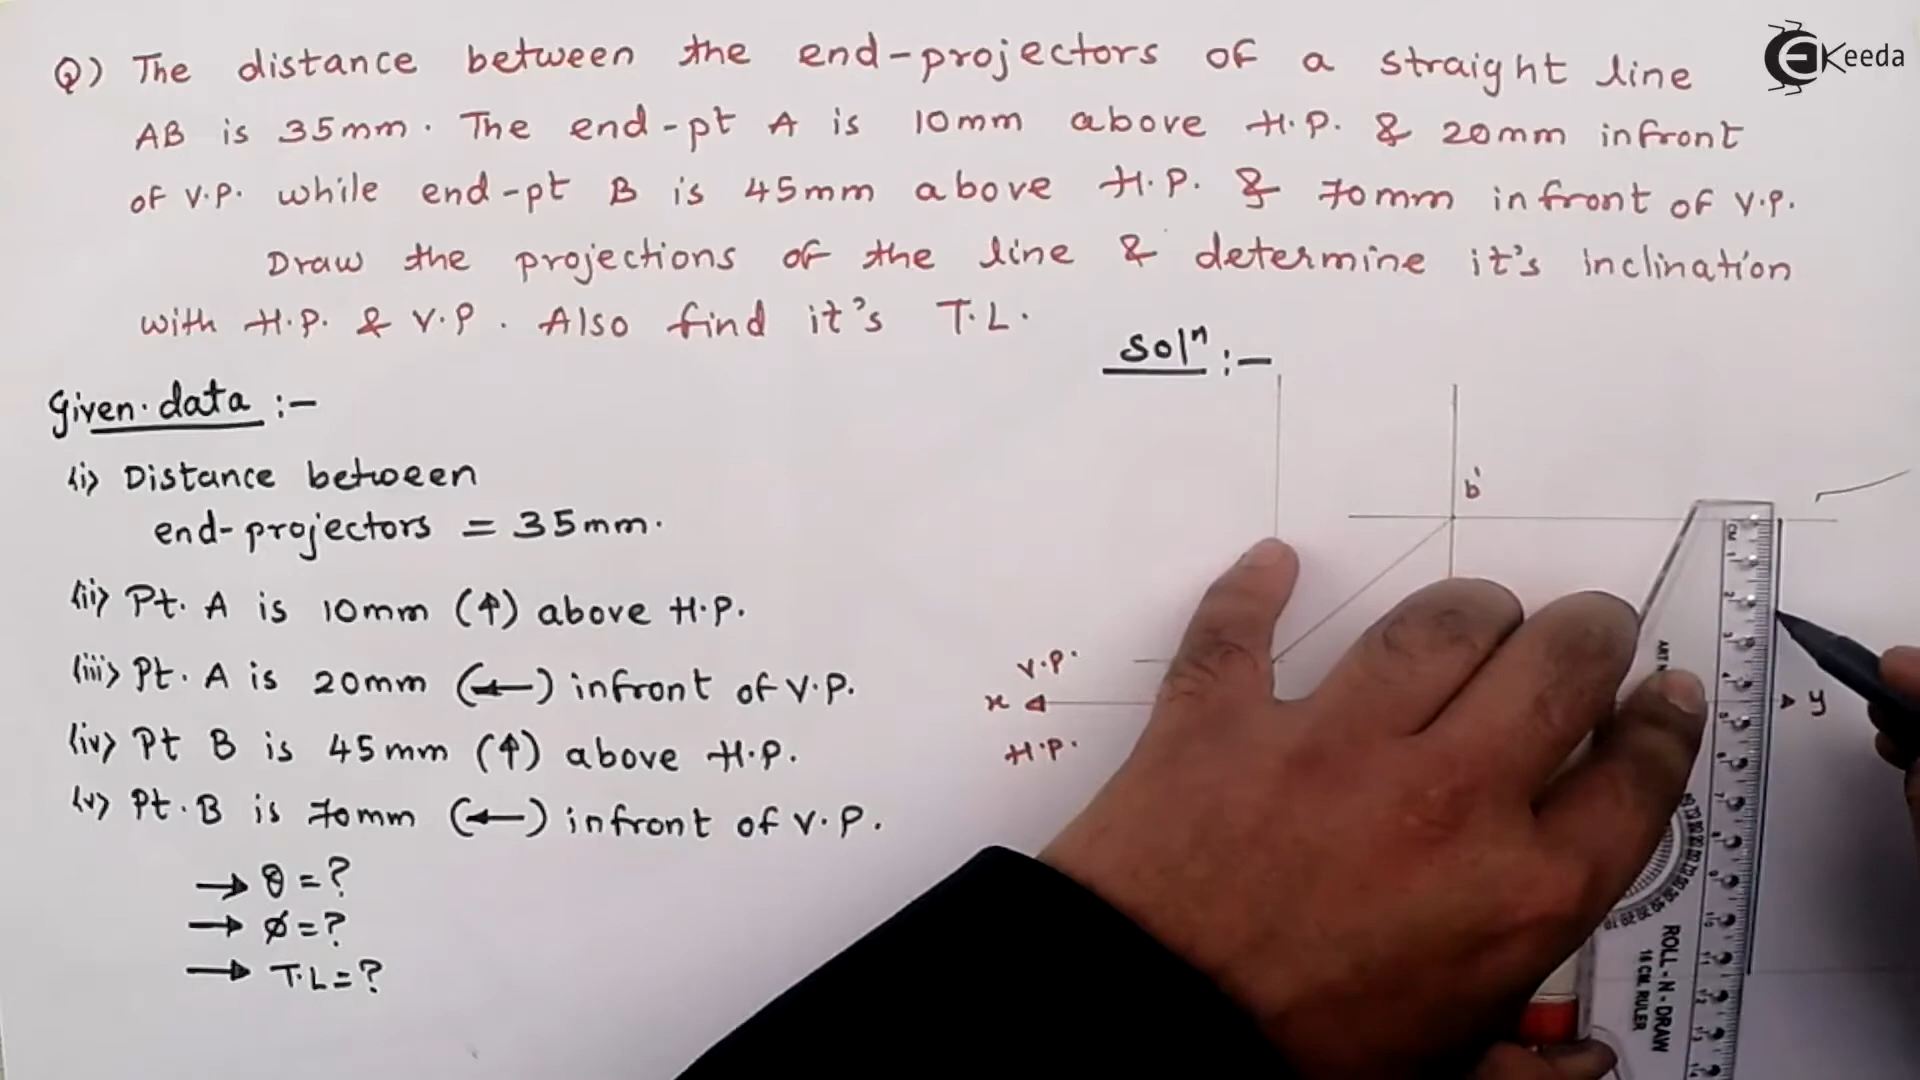 Q) The distance between the end-projectors of a straight line
AB is 35mm. The end-pt A is 10mm above H.P. & 20mm infront
of V.P. while end-pt B is 45mm above H.P. & 70mm infront of V.P.
Draw the projections of the line & determine it's inclination
with H.P. & V.P. Also find it's T.L.
Given data :-
(i) Distance between
end-projectors = 35mm.
(ii) Pt. A is 10mm (↑) above H.P.
(iii) Pt. A is 20mm (←) infront of V.P.
(iv) Pt B is 45mm (↑) above H.P.
(v) Pt. B is 70mm (←) infront of V.P.
→ θ = ?
→ ø = ?
→ T.L = ?
Solⁿ :-
b'
V.P.
x y
H.P.
CM
ROLL-N-DRAW
EKeeda